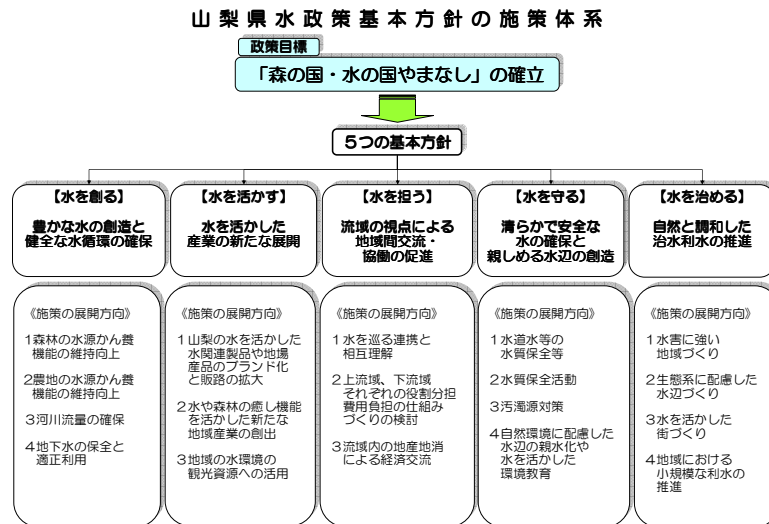 山梨県水政策基本方針の施策体系
政策目標
「森の国・水の国やまなし」の確立
5つの基本方針
【水を創る】
豊かな水の創造と
健全な水循環の確保
【水を活かす】
水を活かした
産業の新たな展開
【水を担う】
流域の視点による
地域間交流・
協働の促進
【水を守る】
清らかで安全な
水の確保と
親しめる水辺の創造
【水を治める】
自然と調和した
治水利水の推進
《施策の展開方向》
1森林の水源かん養
機能の維持向上
2農地の水源かん養
機能の維持向上
3河川流量の確保
4地下水の保全と
適正利用
《施策の展開方向》
1山梨の水を活かした
水関連製品や地場
産品のブランド化
と販路の拡大
2水や森林の癒し機能
を活かした新たな
地域産業の創出
3地域の水環境の
観光資源への活用
《施策の展開方向》
1水を巡る連携と
相互理解
2上流域、下流域
それぞれの役割分担
費用負担の仕組み
づくりの検討
3流域内の地産地消
による経済交流
《施策の展開方向》
1水道水等の
水質保全等
2水質保全活動
3汚濁源対策
4自然環境に配慮した
水辺の親水化や
水を活かした
環境教育
《施策の展開方向》
1水害に強い
地域づくり
2生態系に配慮した
水辺づくり
3水を活かした
街づくり
4地域における
小規模な利水の
推進